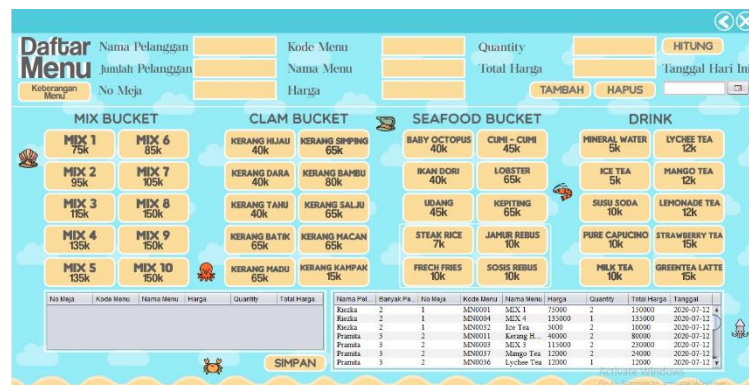 Daftar Menu
Nama Pelanggan Kode Menu Quantity HITUNG
Jumlah Pelanggan Nama Menu Total Harga Tanggal Hari Ini
Keterangan Menu No Meja Harga TAMBAH HAPUS
MIX BUCKET CLAM BUCKET SEAFOOD BUCKET DRINK
MIX 1 MIX 6 KERANG HIJAU KERANG SIMPING BABY OCTOPUS CUMI - CUMI MINERAL WATER LYCHEE TEA
75k 85k 40k 65k 40k 45k 5k 12k
MIX 2 MIX 7 KERANG DARA KERANG BAMBU IKAN DORI LOBSTER ICE TEA MANGO TEA
95k 105k 40k 80k 40k 65k 5k 12k
MIX 3 MIX 8 KERANG TAHU KERANG SALJU UDANG KEPITING SUSU SODA LEMONADE TEA
115k 150k 40k 65k 45k 65k 10k 12k
MIX 4 MIX 9 KERANG BATIK KERANG MACAN STEAK RICE JAMUR REBUS PURE CAPUCINO STRAWBERRY TEA
135k 150k 65k 65k 7k 10k 10k 15k
MIX 5 MIX 10 KERANG MADU KERANG KAMPAK FRECH FRIES SOSIS REBUS MILK TEA GREENTEA LATTE
135k 150k 65k 15k 10k 10k 10k 15k
No Meja Kode Menu Nama Menu Harga Quantity Total Harga
SIMPAN
Nama Pel... Banyak Pe... No Meja Kode Menu Nama Menu Harga Quantity Total Harga Tanggal
Riezka 2 1 MN0001 MIX 1 75000 2 150000 2020-07-12
Riezka 2 1 MN0004 MIX 4 135000 1 135000 2020-07-12
Riezka 2 1 MN0032 Ice Tea 5000 2 10000 2020-07-12
Pramita 3 2 MN0011 Kerang H... 40000 2 80000 2020-07-12
Pramita 3 2 MN0003 MIX 3 115000 2 230000 2020-07-12
Pramita 3 2 MN0037 Mango Tea 12000 2 24000 2020-07-12
Pramita 3 2 MN0036 Lychee Tea 12000 1 12000 2020-07-12
Activate Windows